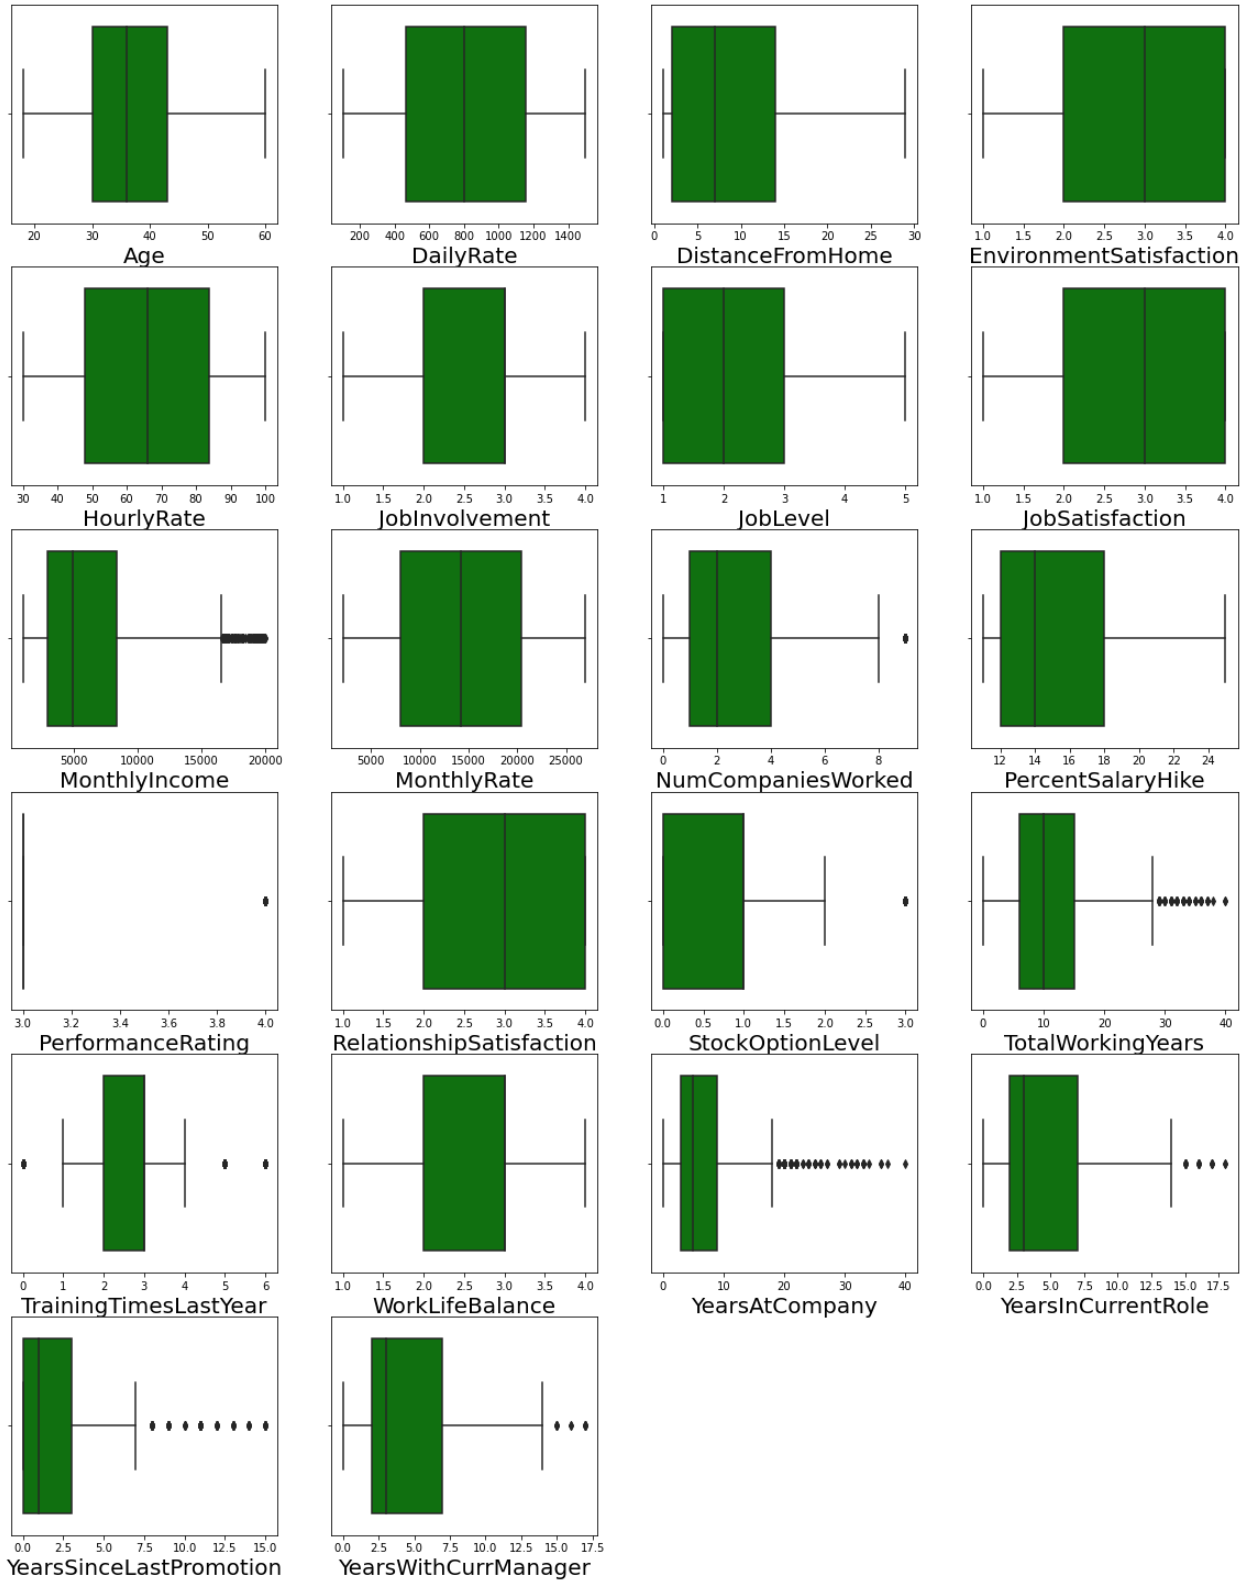 20 30 40 50 60
200 400 600 800 1000 1200 1400
0 5 10 15 20 25 30
1.0 1.5 2.0 2.5 3.0 3.5 4.0
Age DailyRate DistanceFromHome EnvironmentSatisfaction
30 40 50 60 70 80 90 100
1.0 1.5 2.0 2.5 3.0 3.5 4.0
1 2 3 4 5
1.0 1.5 2.0 2.5 3.0 3.5 4.0
HourlyRate JobInvolvement JobLevel JobSatisfaction
5000 10000 15000 20000
5000 10000 15000 20000 25000
0 2 4 6 8
12 14 16 18 20 22 24
MonthlyIncome MonthlyRate NumCompaniesWorked PercentSalaryHike
3.0 3.2 3.4 3.6 3.8 4.0
1.0 1.5 2.0 2.5 3.0 3.5 4.0
0.0 0.5 1.0 1.5 2.0 2.5 3.0
0 10 20 30 40
PerformanceRating RelationshipSatisfaction StockOptionLevel TotalWorkingYears
0 1 2 3 4 5 6
1.0 1.5 2.0 2.5 3.0 3.5 4.0
0 10 20 30 40
0.0 2.5 5.0 7.5 10.0 12.5 15.0 17.5
TrainingTimesLastYear WorkLifeBalance YearsAtCompany YearsInCurrentRole
0.0 2.5 5.0 7.5 10.0 12.5 15.0
0.0 2.5 5.0 7.5 10.0 12.5 15.0 17.5
YearsSinceLastPromotion YearsWithCurrManager